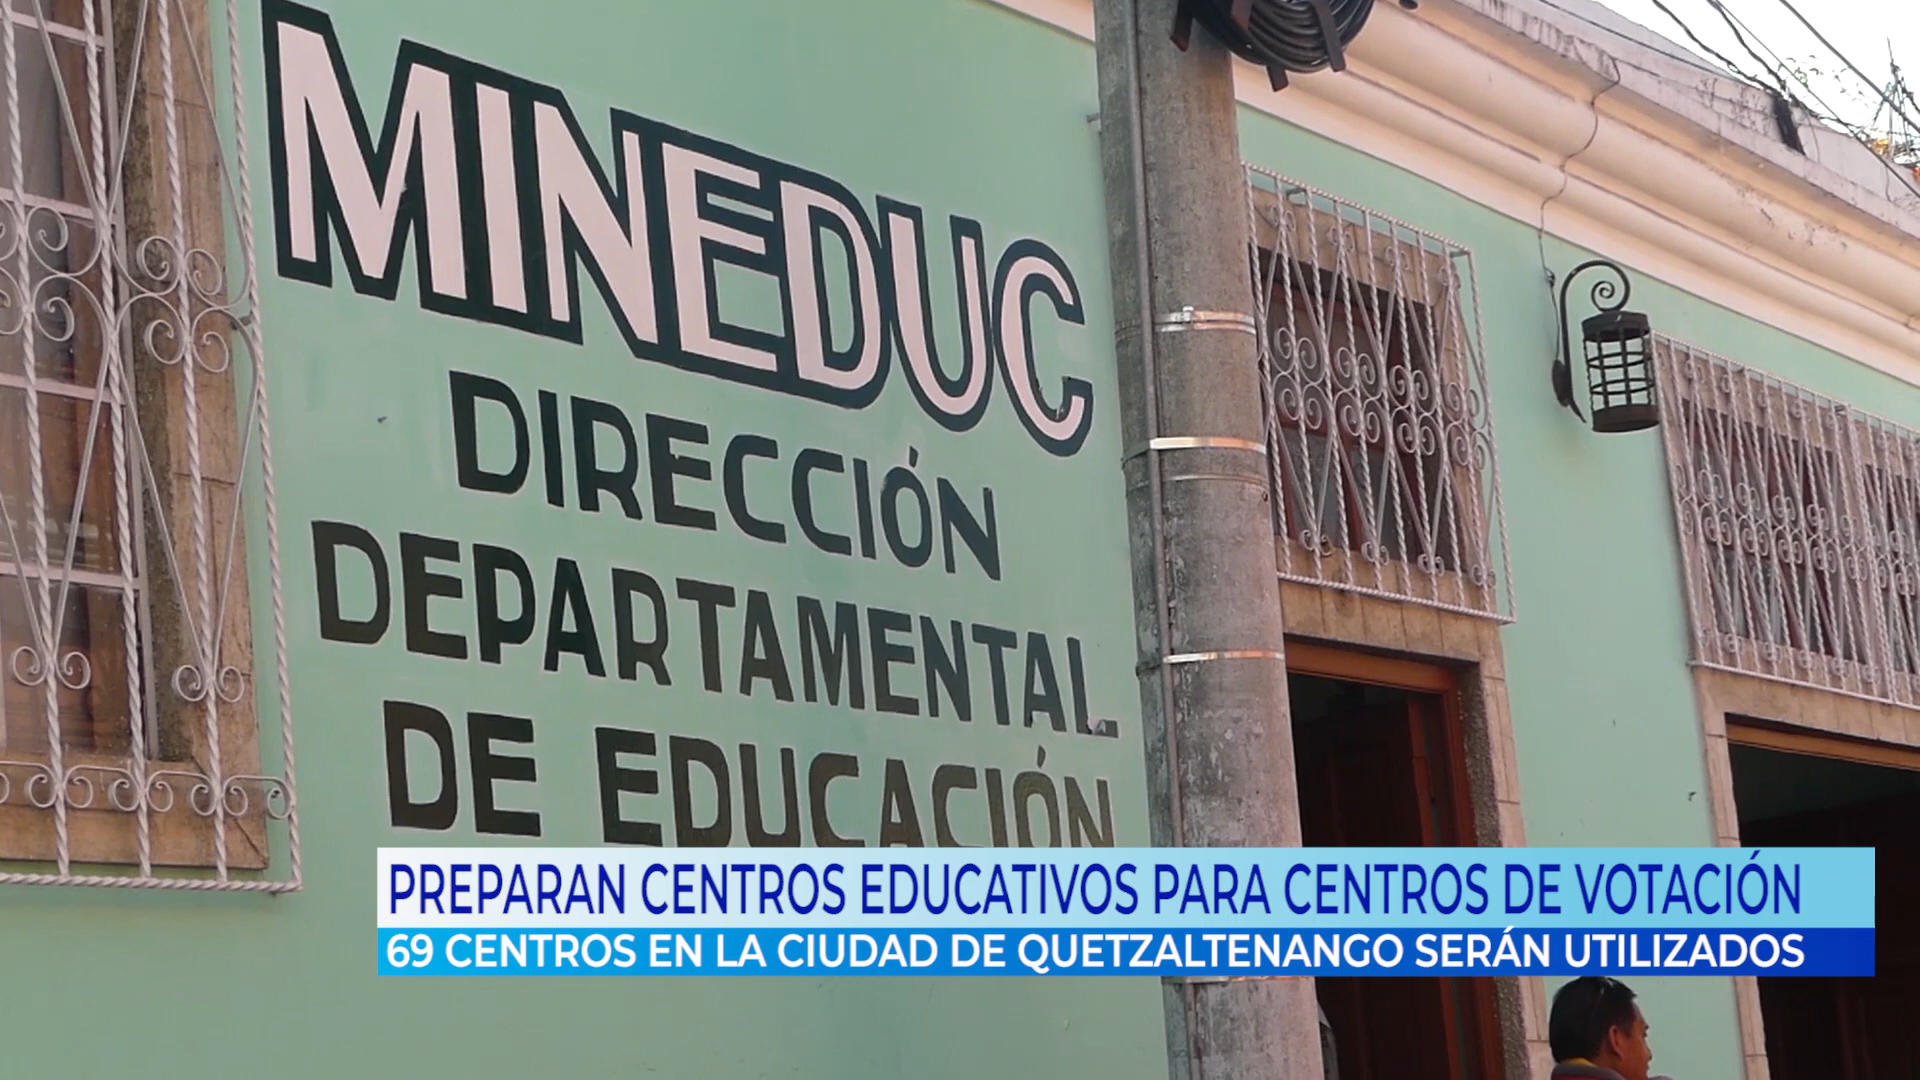 MINEDUC
DIRECCIÓN
DEPARTAMENTAL
DE EDUCACIÓN
PREPARAN CENTROS EDUCATIVOS PARA CENTROS DE VOTACIÓN
69 CENTROS EN LA CIUDAD DE QUETZALTENANGO SERÁN UTILIZADOS